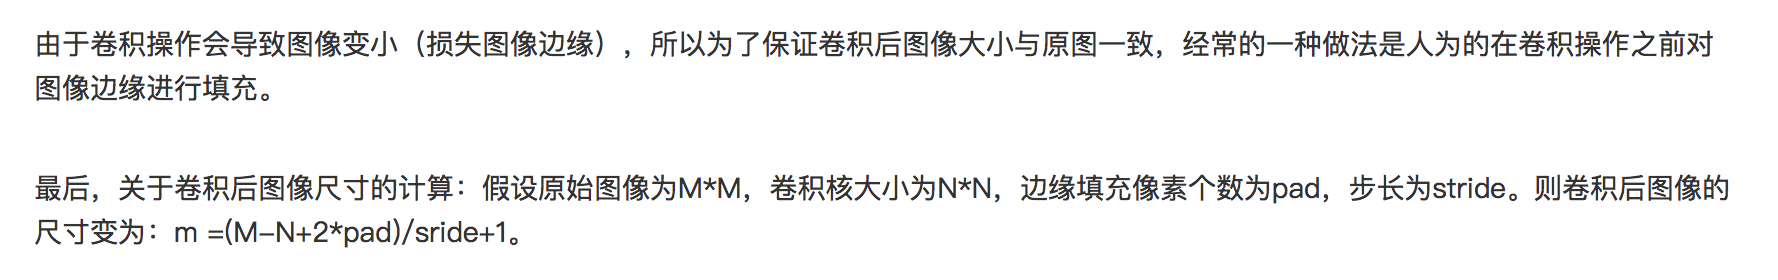 由于卷积操作会导致图像变小（损失图像边缘），所以为了保证卷积后图像大小与原图一致，经常的一种做法是人为的在卷积操作之前对
图像边缘进行填充。
最后，关于卷积后图像尺寸的计算：假设原始图像为M*M，卷积核大小为N*N，边缘填充像素个数为pad，步长为stride。则卷积后图像的
尺寸变为：m =(M-N+2*pad)/sride+1。